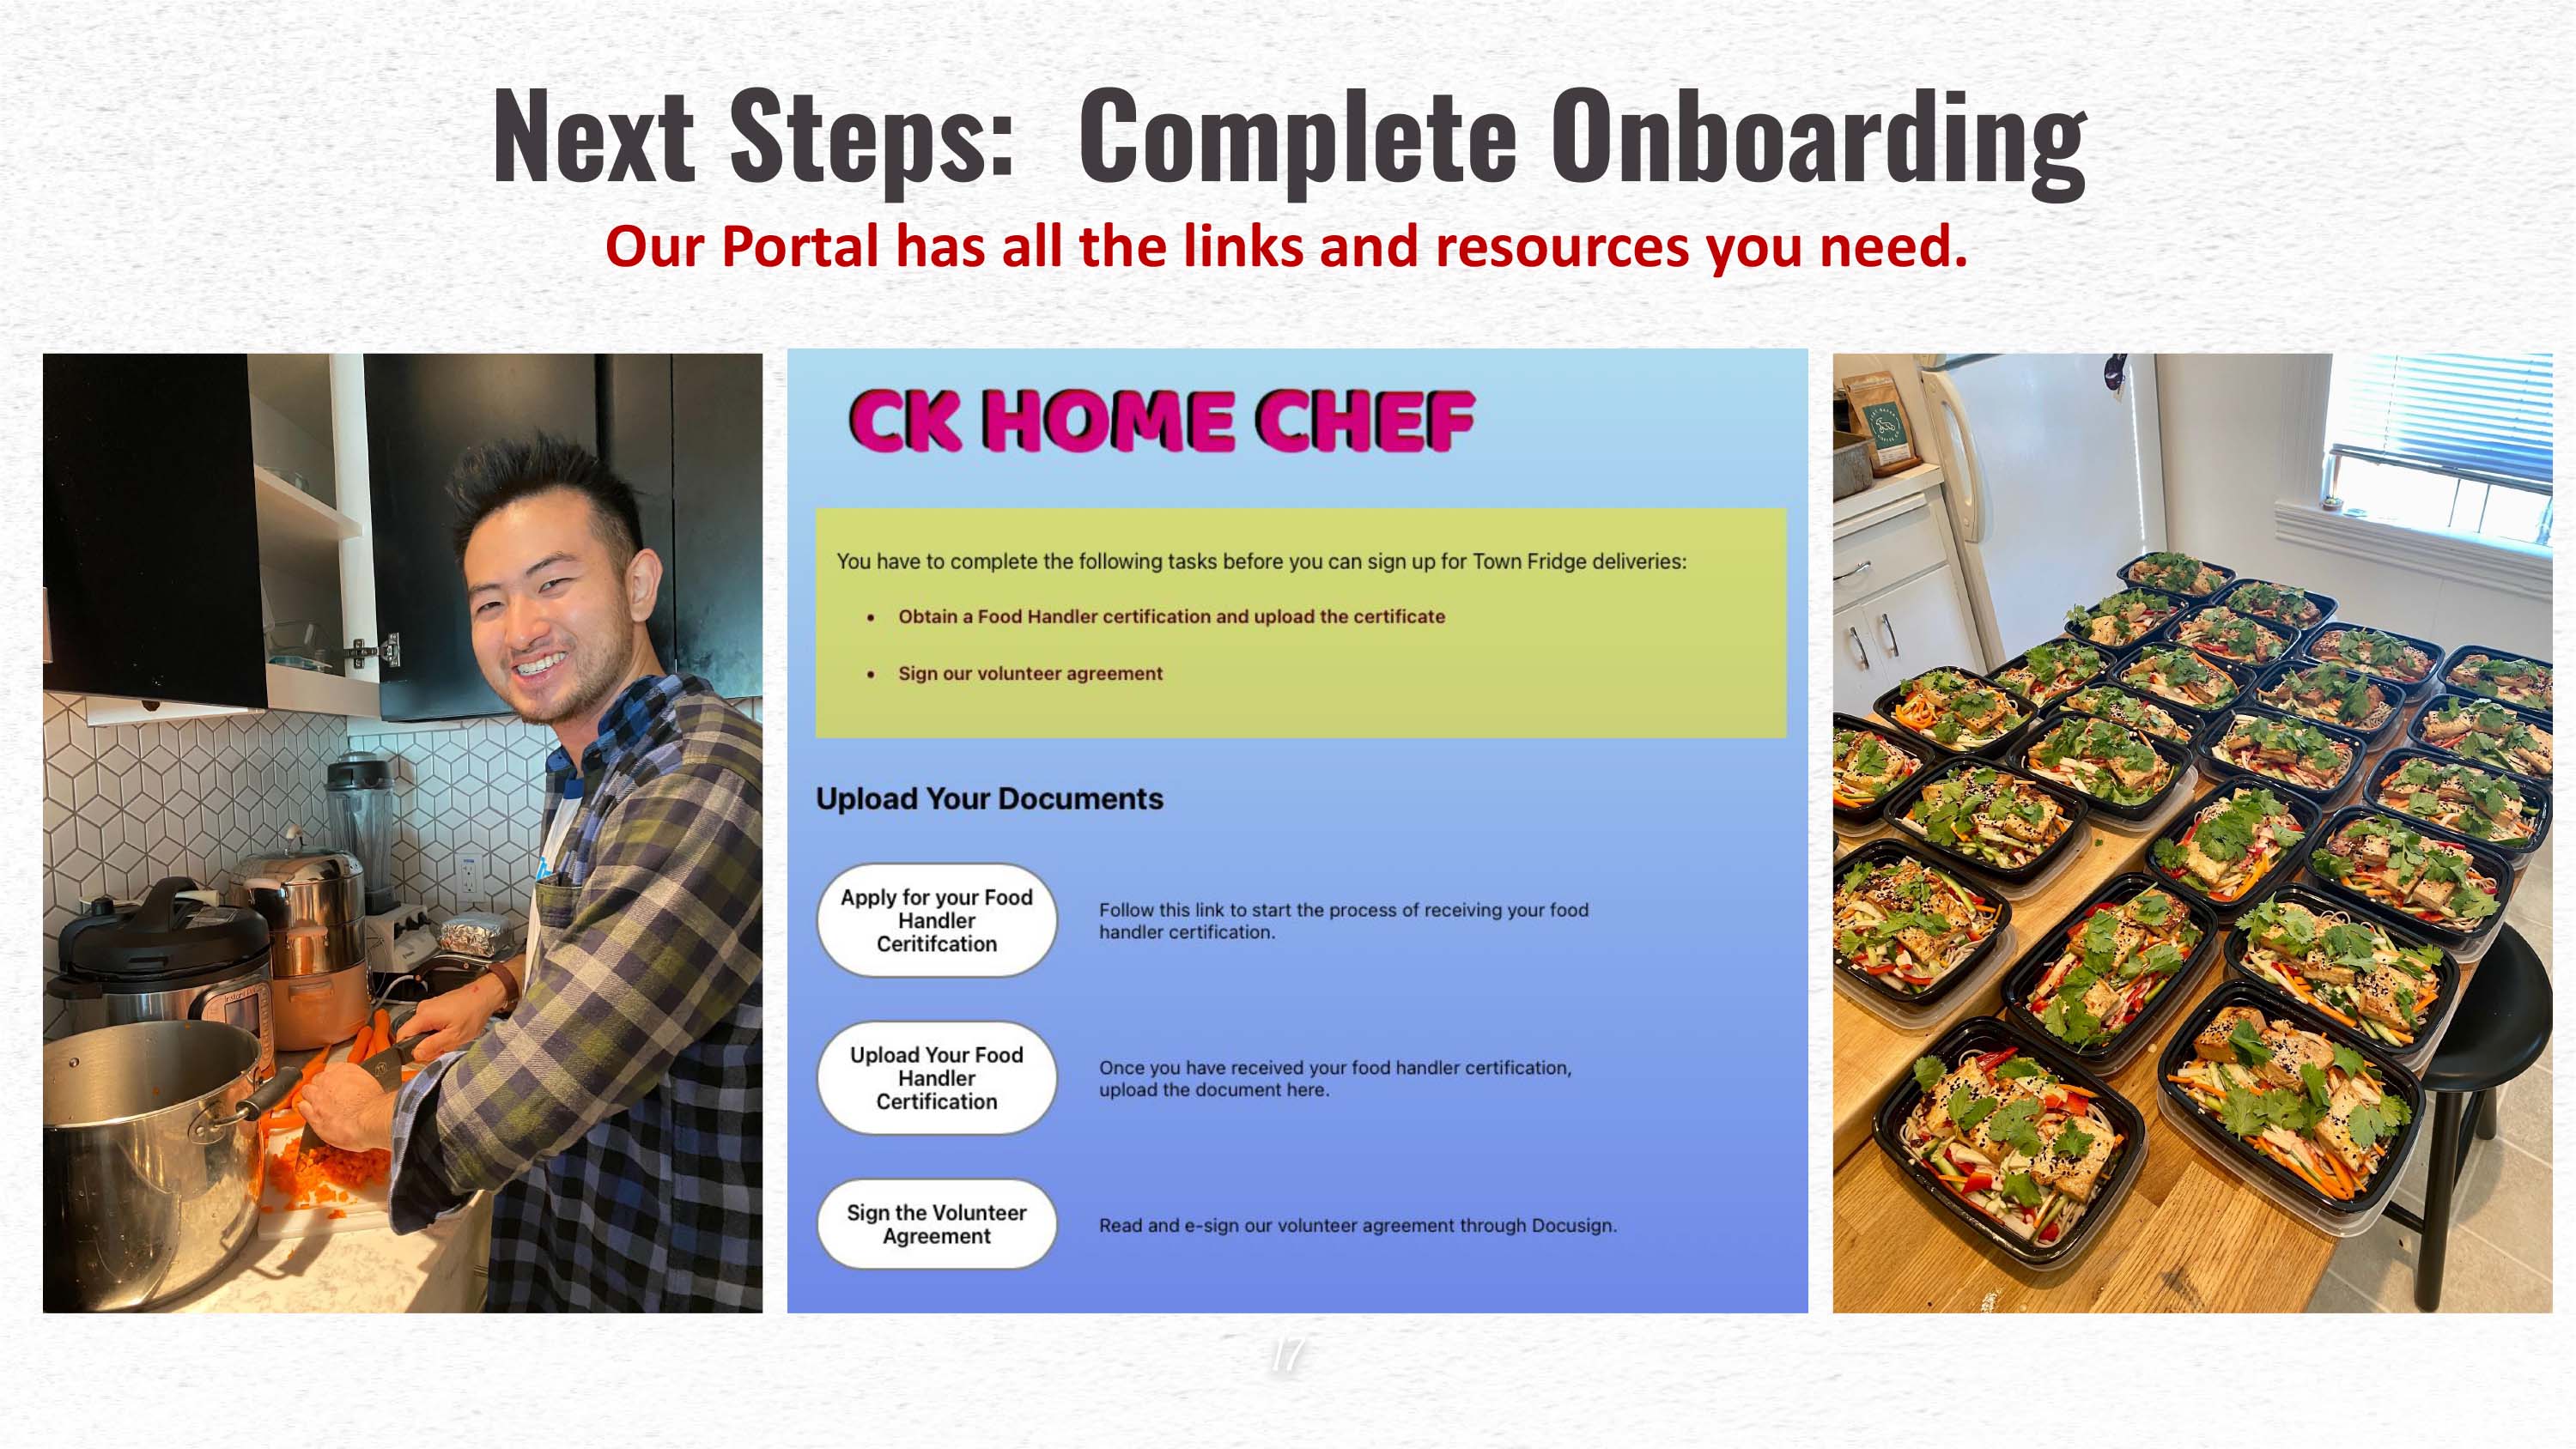 Next Steps:  Complete Onboarding
Our Portal has all the links and resources you need.
CK HOME CHEF
You have to complete the following tasks before you can sign up for Town Fridge deliveries:
• Obtain a Food Handler certification and upload the certificate
• Sign our volunteer agreement
Upload Your Documents
Apply for your Food
Handler
Ceritifcation
Follow this link to start the process of receiving your food
handler certification.
Upload Your Food
Handler
Certification
Once you have received your food handler certification,
upload the document here.
Sign the Volunteer
Agreement
Read and e-sign our volunteer agreement through Docusign.
17